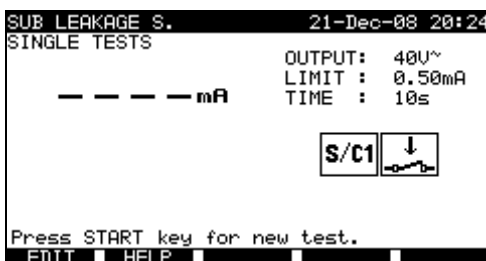 SUB LEAKAGE S. 21-Dec-08 20:24
SINGLE TESTS
OUTPUT: 40V~
LIMIT : 0.50mA
– – – – mA
TIME : 10s
S/C1
Press START key for new test.
EDIT HELP